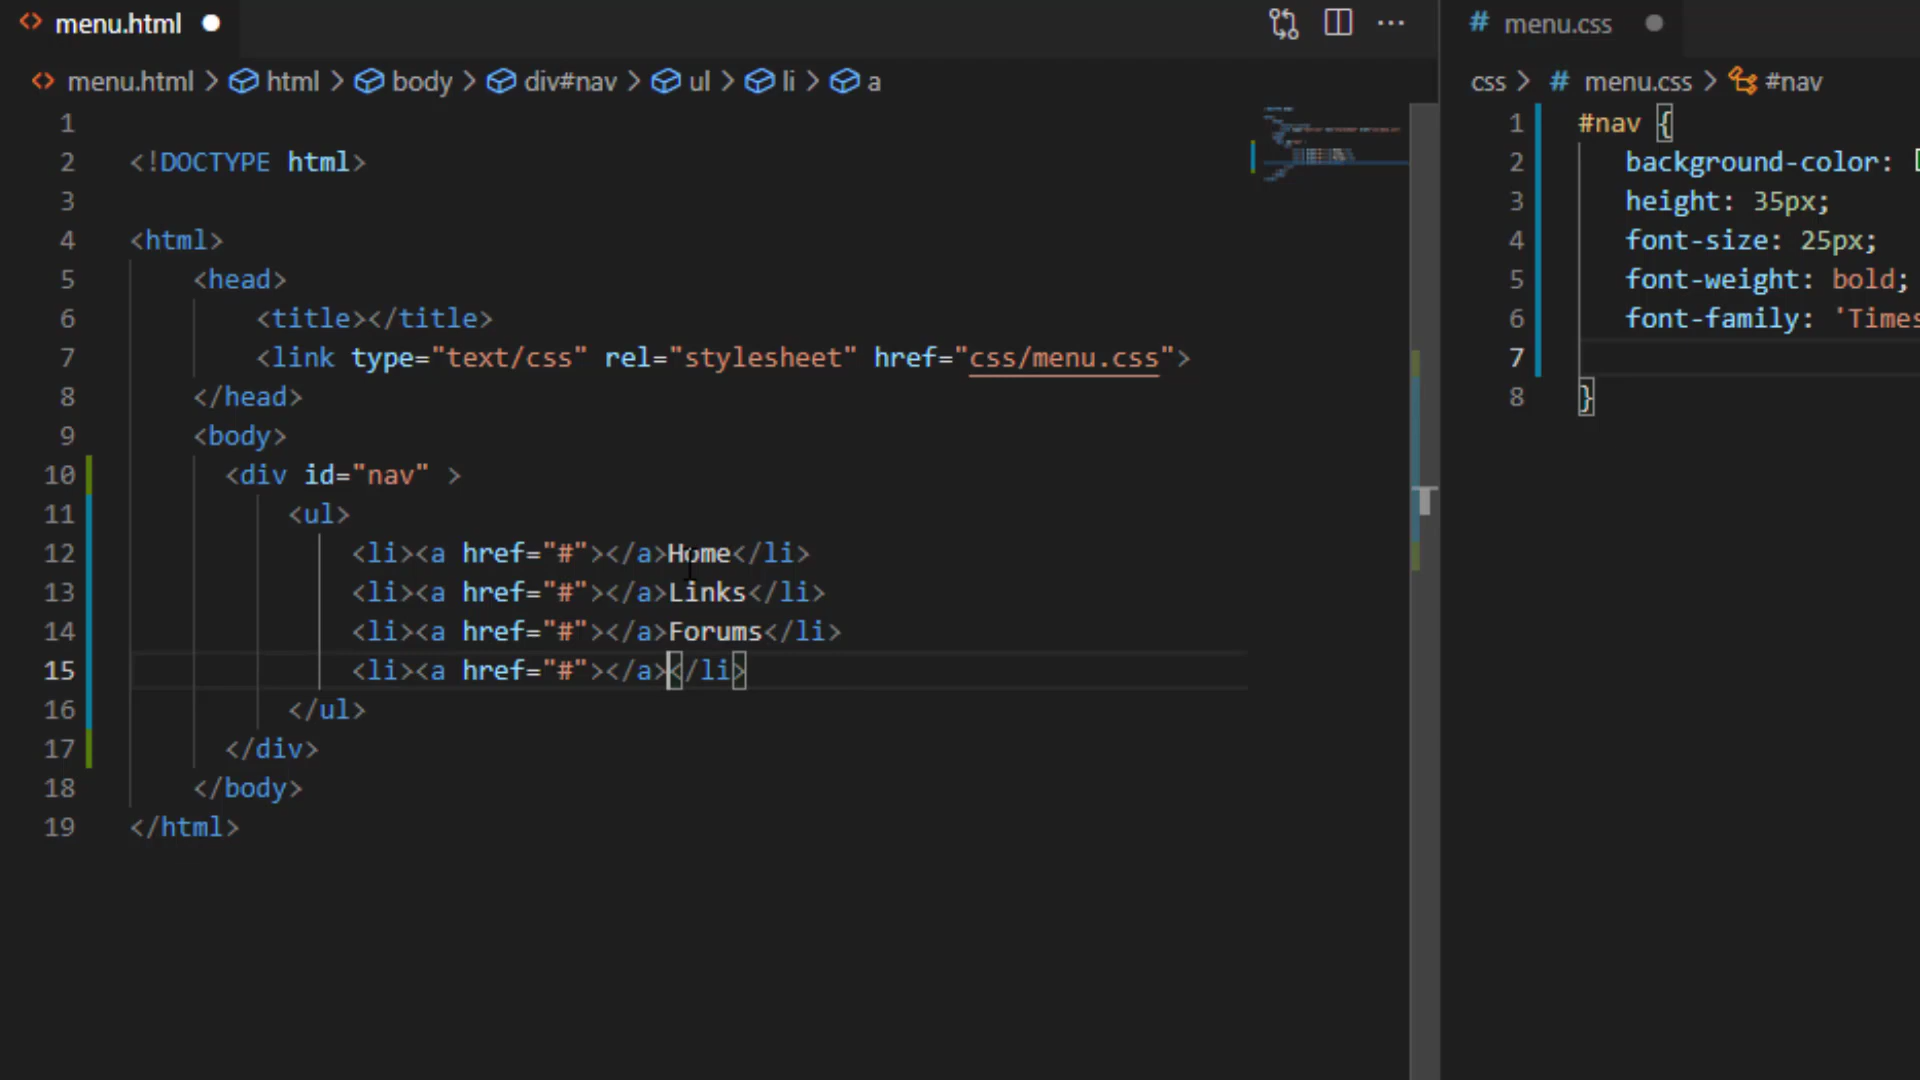 menu.html
menu.html > html > body > div#nav > ul > li > a
1
2 <!DOCTYPE html>
3
4 <html>
5 <head>
6 <title></title>
7 <link type="text/css" rel="stylesheet" href="css/menu.css">
8 </head>
9 <body>
10 <div id="nav" >
11 <ul>
12 <li><a href="#"></a>Home</li>
13 <li><a href="#"></a>Links</li>
14 <li><a href="#"></a>Forums</li>
15 <li><a href="#"></a></li>
16 </ul>
17 </div>
18 </body>
19 </html>
# menu.css
css > # menu.css > #nav
1 #nav {
2 background-color:
3 height: 35px;
4 font-size: 25px;
5 font-weight: bold;
6 font-family: 'Times
7
8 }